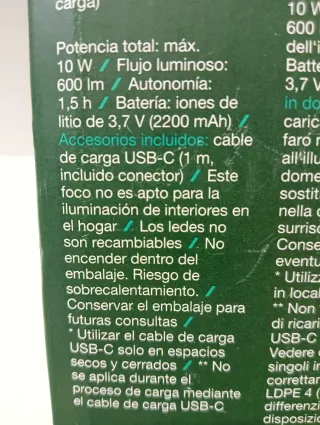 carga)
Potencia total: máx.
10 W / Flujo luminoso:
600 lm / Autonomía:
1,5 h / Batería: iones de
litio de 3,7 V (2200 mAh) /
Accesorios incluidos: cable
de carga USB-C (1 m,
incluido conector) / Este
foco no es apto para la
iluminación de interiores en
el hogar / Los ledes no
son recambiables / No
encender dentro del
embalaje. Riesgo de
sobrecalentamiento. /
Conservar el embalaje para
futuras consultas /
* Utilizar el cable de carga
USB-C solo en espacios
secos y cerrados / ** No
se aplica durante el
proceso de carga mediante
el cable de carga USB-C
10 W
600
dell'i
Batte
3,7 V
in do
caric
faro r
all'illu
dome
sostit
nella c
surrisc
Conse
eventu
* Utilizz
in local
** Non
di ricari
USB-C
Vedere
singoli ir
correttar
LDPE 4 (
differenzi
disposizio